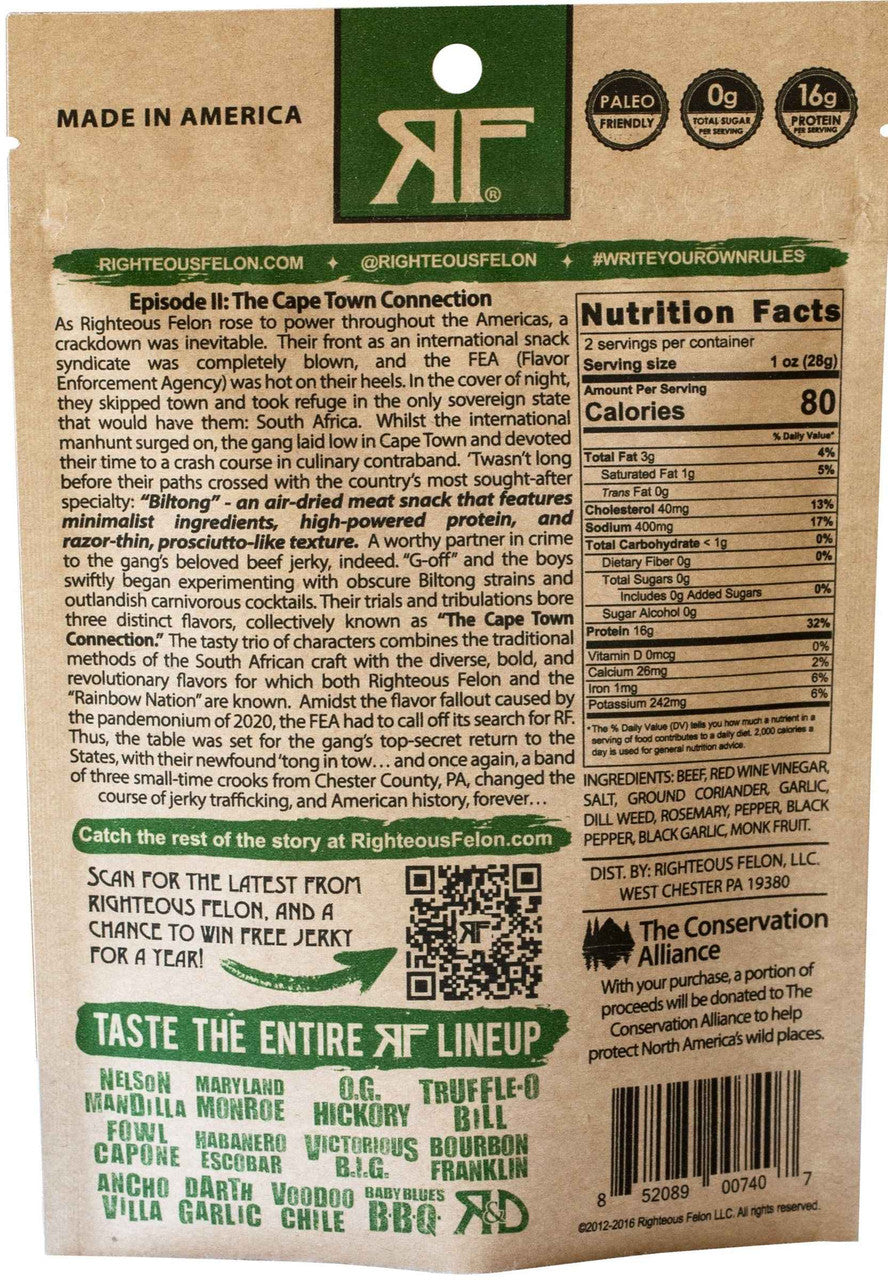 MADE IN AMERICA
RF®
PALEO
FRIENDLY
0g
TOTAL SUGAR
PER SERVING
16g
PROTEIN
PER SERVING
RIGHTEOUSFELON.COM ✦ @RIGHTEOUSFELON ✦ #WRITEYOUROWNRULES
Episode II: The Cape Town Connection
As Righteous Felon rose to power throughout the Americas, a
crackdown was inevitable. Their front as an international snack
syndicate was completely blown, and the FEA (Flavor
Enforcement Agency) was hot on their heels. In the cover of night,
they skipped town and took refuge in the only sovereign state
that would have them: South Africa. Whilst the international
manhunt surged on, the gang laid low in Cape Town and devoted
their time to a crash course in culinary contraband. 'Twasn't long
before their paths crossed with the country's most sought-after
specialty: "Biltong" - an air-dried meat snack that features
minimalist ingredients, high-powered protein, and
razor-thin, prosciutto-like texture. A worthy partner in crime
to the gang's beloved beef jerky, indeed. "G-off" and the boys
swiftly began experimenting with obscure Biltong strains and
outlandish carnivorous cocktails. Their trials and tribulations bore
three distinct flavors, collectively known as "The Cape Town
Connection." The tasty trio of characters combines the traditional
methods of the South African craft with the diverse, bold, and
revolutionary flavors for which both Righteous Felon and the
"Rainbow Nation" are known. Amidst the flavor fallout caused by
the pandemonium of 2020, the FEA had to call off its search for RF.
Thus, the table was set for the gang's top-secret return to the
States, with their newfound 'tong in tow... and once again, a band
of three small-time crooks from Chester County, PA, changed the
course of jerky trafficking, and American history, forever...
Catch the rest of the story at RighteousFelon.com
SCAN FOR THE LATEST FROM
RIGHTEOUS FELON, AND A
CHANCE TO WIN FREE JERKY
FOR A YEAR!
RF
TASTE THE ENTIRE RF LINEUP
NELSON MANDILLA
MARYLAND MONROE
O.G. HICKORY
TRUFFLE-O BILL
FOWL CAPONE
HABANERO ESCOBAR
VICTORIOUS B.I.G.
BOURBON FRANKLIN
ANCHO VILLA
DARTH GARLIC
VOODOO CHILE
BABY BLUES BBQ
R&D
Nutrition Facts
2 servings per container
Serving size 1 oz (28g)
Amount Per Serving
Calories 80
% Daily Value*
Total Fat 3g 4%
Saturated Fat 1g 5%
Trans Fat 0g
Cholesterol 40mg 13%
Sodium 400mg 17%
Total Carbohydrate < 1g 0%
Dietary Fiber 0g 0%
Total Sugars 0g
Includes 0g Added Sugars 0%
Sugar Alcohol 0g
Protein 16g 32%
Vitamin D 0mcg 0%
Calcium 26mg 2%
Iron 1mg 6%
Potassium 242mg 6%
*The % Daily Value (DV) tells you how much a nutrient in a
serving of food contributes to a daily diet. 2,000 calories a
day is used for general nutrition advice.
INGREDIENTS: BEEF, RED WINE VINEGAR,
SALT, GROUND CORIANDER, GARLIC,
DILL WEED, ROSEMARY, PEPPER, BLACK
PEPPER, BLACK GARLIC, MONK FRUIT.
DIST. BY: RIGHTEOUS FELON, LLC.
WEST CHESTER PA 19380
The Conservation
Alliance
With your purchase, a portion of
proceeds will be donated to The
Conservation Alliance to help
protect North America's wild places.
8 52089 00740 7
©2012-2016 Righteous Felon LLC. All rights reserved.